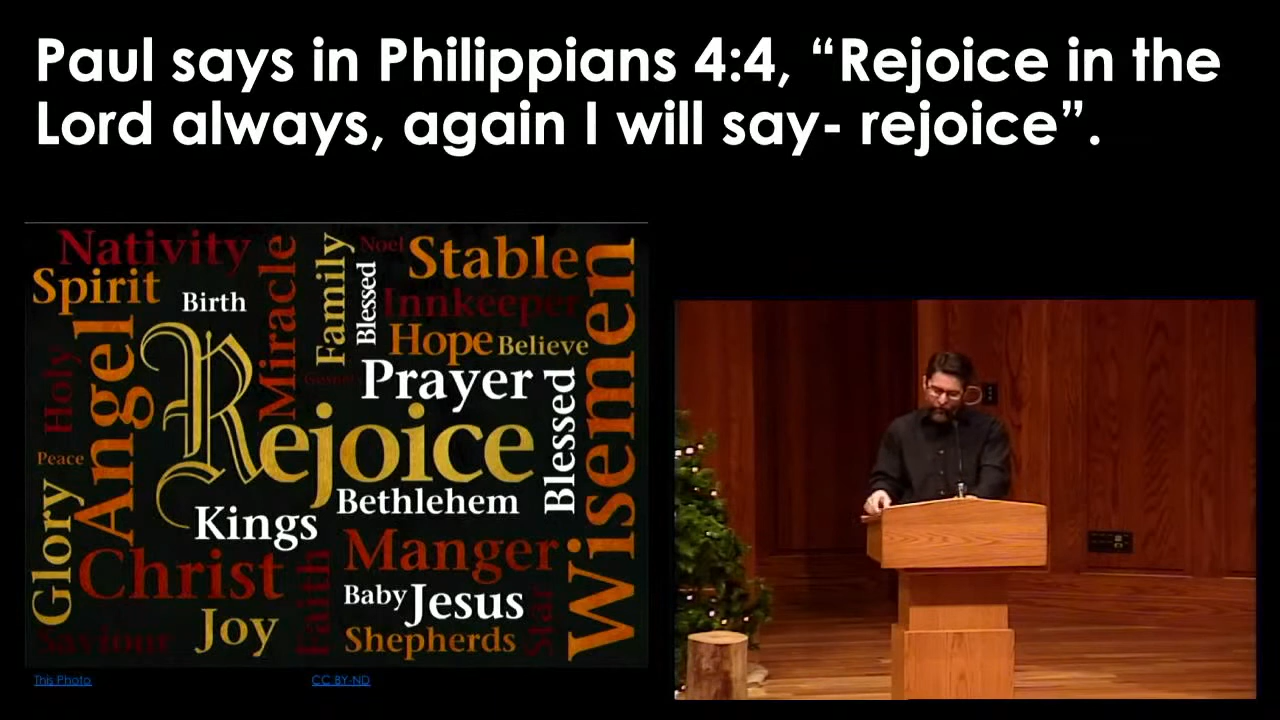 Paul says in Philippians 4:4, “Rejoice in the
Lord always, again I will say- rejoice”.
Nativity
Miracle
Family
Noel
Stable
Spirit
Birth
Blessed
Innkeeper
Wisemen
Hope
Believe
Holy
Angel
Prayer
Rejoice
Blessed
Peace
Glory
Kings
Bethlehem
Christ
Faith
Manger
Baby
Jesus
Star
Saviour
Joy
Shepherds
This Photo
CC BY-ND